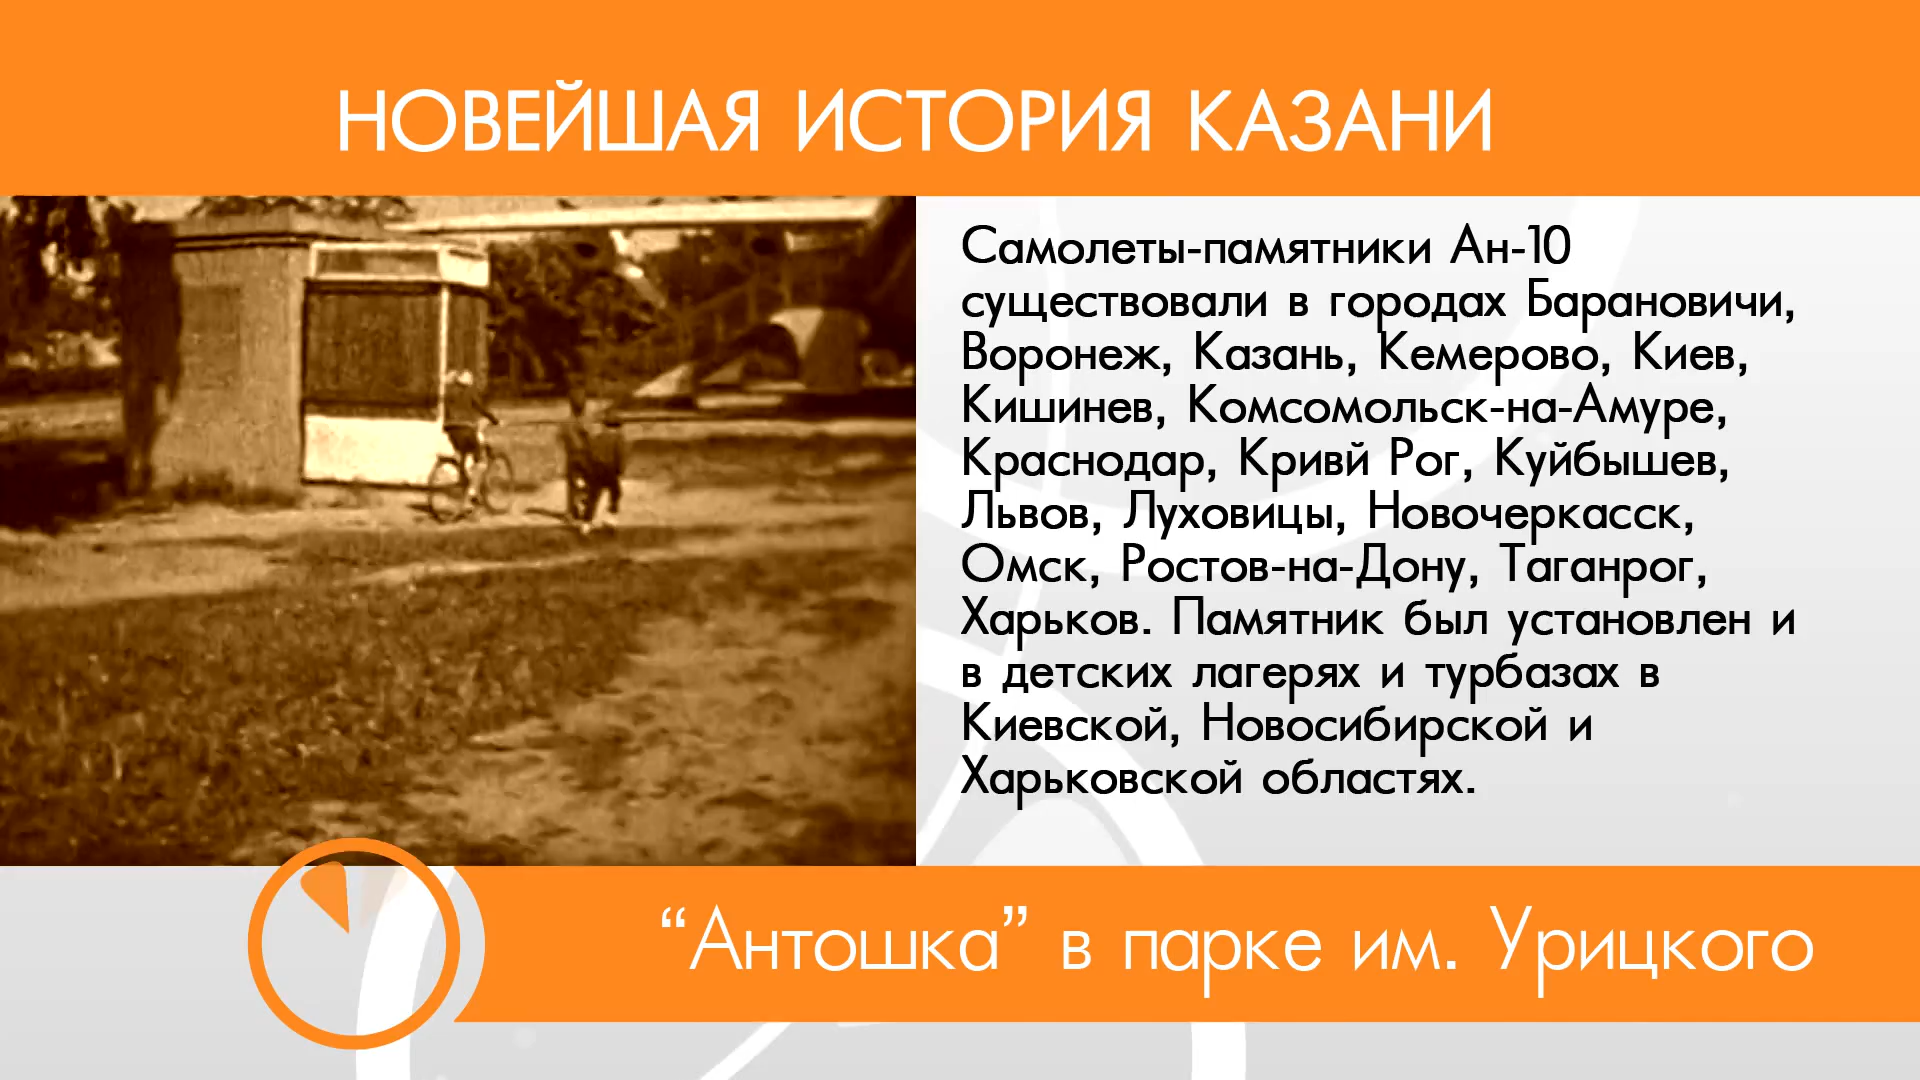 НОВЕЙШАЯ ИСТОРИЯ КАЗАНИ
Самолеты-памятники Ан-10
существовали в городах Барановичи,
Воронеж, Казань, Кемерово, Киев,
Кишинев, Комсомольск-на-Амуре,
Краснодар, Кривй Рог, Куйбышев,
Львов, Луховицы, Новочеркасск,
Омск, Ростов-на-Дону, Таганрог,
Харьков. Памятник был установлен и
в детских лагерях и турбазах в
Киевской, Новосибирской и
Харьковской областях.
“Антошка” в парке им. Урицкого